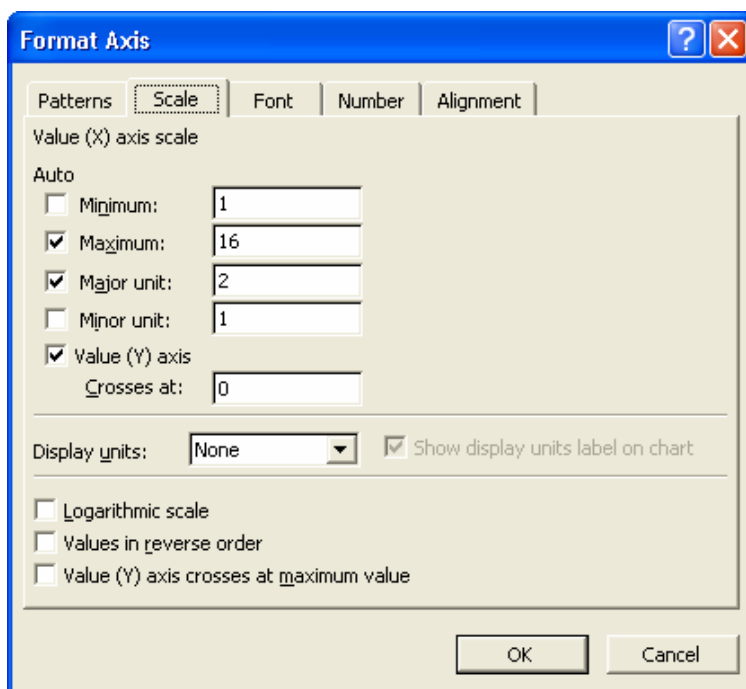 Format Axis
Patterns Scale Font Number Alignment
Value (X) axis scale
Auto
Minimum: 1
Maximum: 16
Major unit: 2
Minor unit: 1
Value (Y) axis
Crosses at: 0
Display units: None Show display units label on chart
Logarithmic scale
Values in reverse order
Value (Y) axis crosses at maximum value
OK Cancel